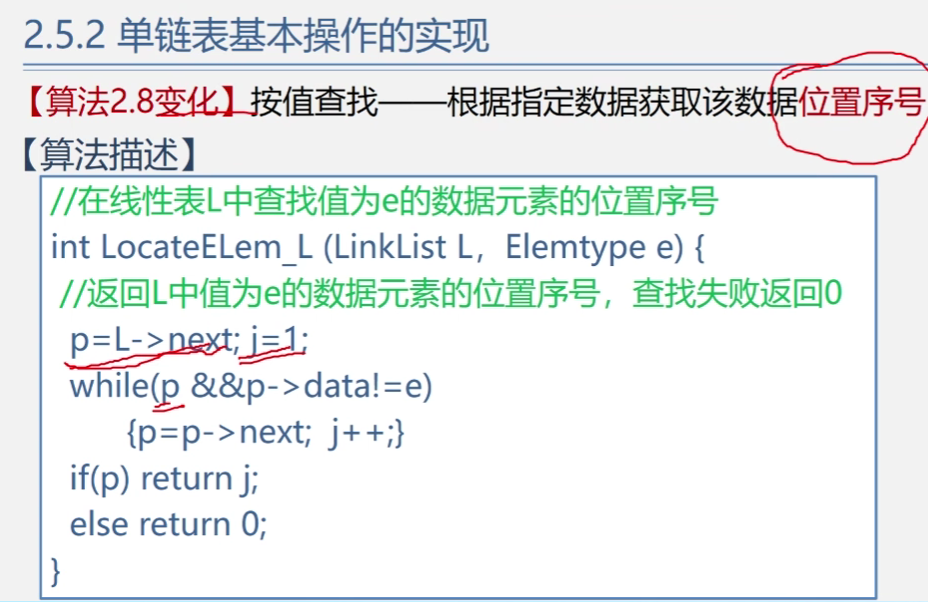 2.5.2 单链表基本操作的实现
【算法2.8变化】按值查找——根据指定数据获取该数据位置序号
【算法描述】
//在线性表L中查找值为e的数据元素的位置序号
int LocateELem_L (LinkList L，Elemtype e) {
//返回L中值为e的数据元素的位置序号，查找失败返回0
p=L->next; j=1;
while(p &&p->data!=e)
{p=p->next; j++;}
if(p) return j;
else return 0;
}